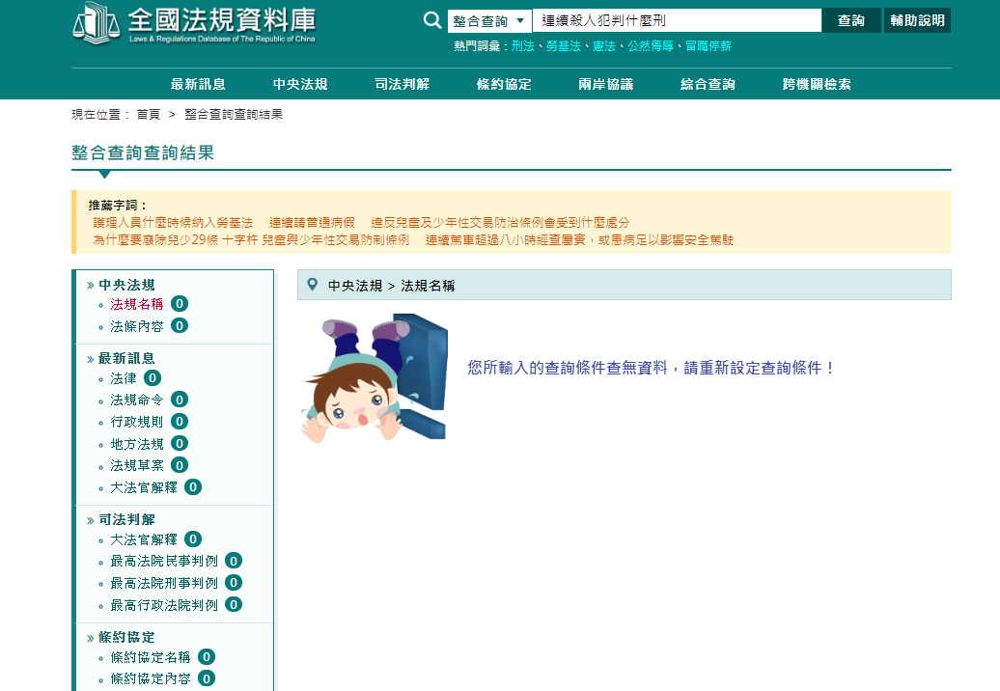 全國法規資料庫
Laws & Regulations Database of The Republic of China
整合查詢 連續殺人犯判什麼刑 查詢 輔助說明
熱門詞彙：刑法、勞基法、憲法、公然侮辱、留職停薪
最新訊息 中央法規 司法判解 條約協定 兩岸協議 綜合查詢 跨機關檢索
現在位置： 首頁 > 整合查詢查詢結果
整合查詢查詢結果
推薦字詞：
護理人員什麼時候納入勞基法 連續請普通病假 違反兒童及少年性交易防治條例會受到什麼處分
為什麼要廢除兒少29條 十字杵 兒童與少年性交易防制條例 連續駕車超過八小時經查屬實，或患病足以影響安全駕駛
» 中央法規
法規名稱 0
法條內容 0
» 最新訊息
法律 0
法規命令 0
行政規則 0
地方法規 0
法規草案 0
大法官解釋 0
» 司法判解
大法官解釋 0
最高法院民事判例 0
最高法院刑事判例 0
最高行政法院判例 0
» 條約協定
條約協定名稱 0
條約協定內容 0
中央法規 > 法規名稱
您所輸入的查詢條件查無資料，請重新設定查詢條件！